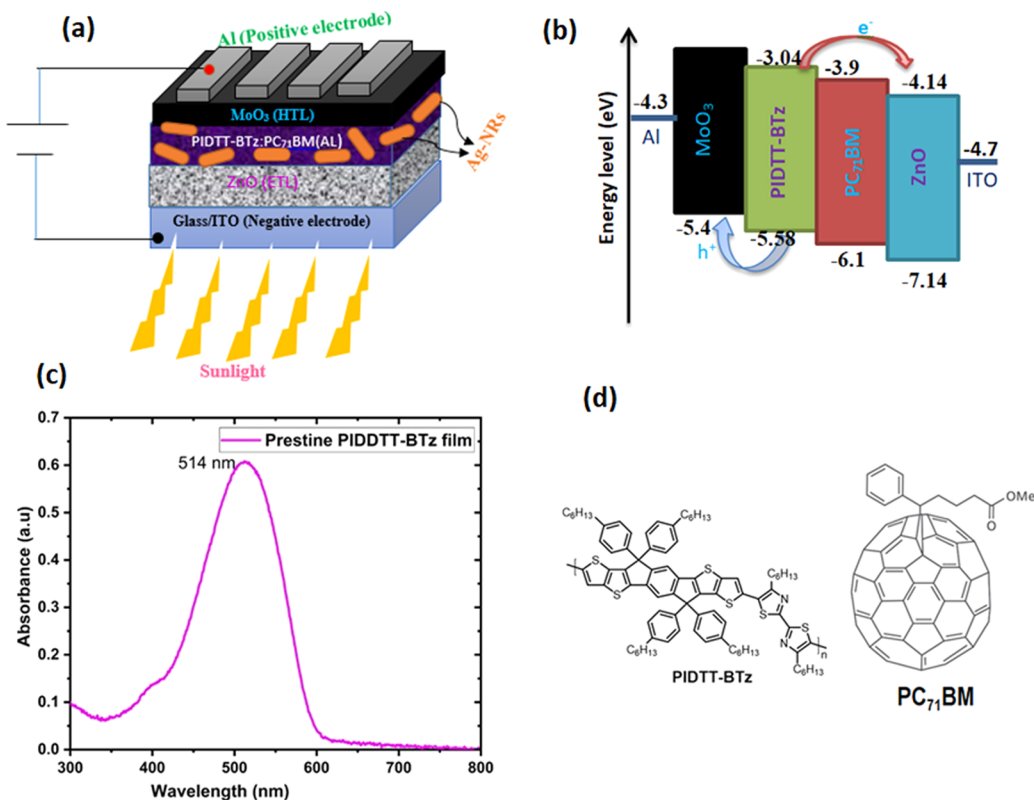 (a)
Al (Positive electrode)
MoO₃ (HTL)
PIDTT-BTz:PC₇₁BM(AL)
Ag-NRs
ZnO (ETL)
Glass/ITO (Negative electrode)
Sunlight
(b)
Energy level (eV)
e⁻
-3.04
-3.9
-4.14
-4.3
Al
MoO₃
PIDTT-BTz
PC₇₁BM
ZnO
-4.7
ITO
-5.4
-5.58
h⁺
-6.1
-7.14
(c)
Absorbance (a.u)
0.7
0.6
0.5
0.4
0.3
0.2
0.1
0.0
Prestine PIDDTT-BTz film
514 nm
300 400 500 600 700 800
Wavelength (nm)
(d)
C₆H₁₃
C₆H₁₃
S
S
S
S
C₆H₁₃
N
S
S
N
C₆H₁₃
C₆H₁₃
C₆H₁₃
n
PIDTT-BTz
OMe
O
PC₇₁BM